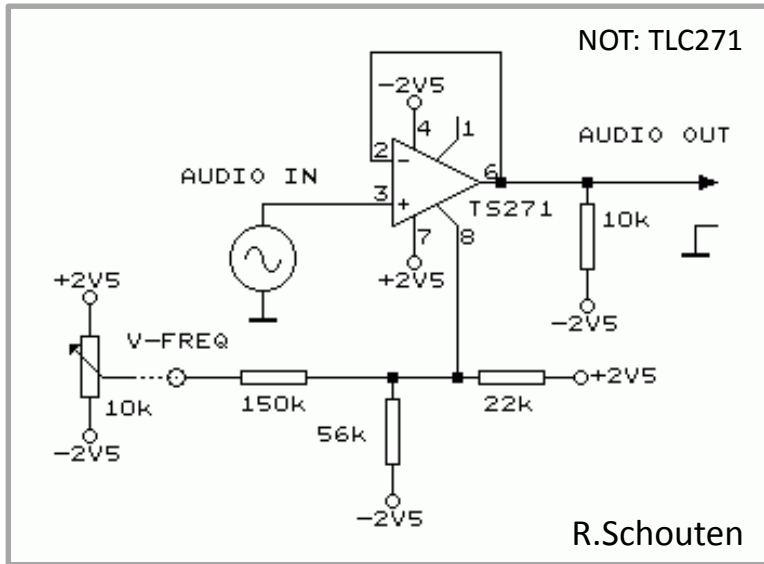 NOT: TLC271
-2V5
4
1
AUDIO OUT
2
-
6
AUDIO IN
3
+
TS271
7
8
10k
+2V5
-2V5
+2V5
V-FREQ
+2V5
10k
150k
22k
-2V5
56k
-2V5
R.Schouten